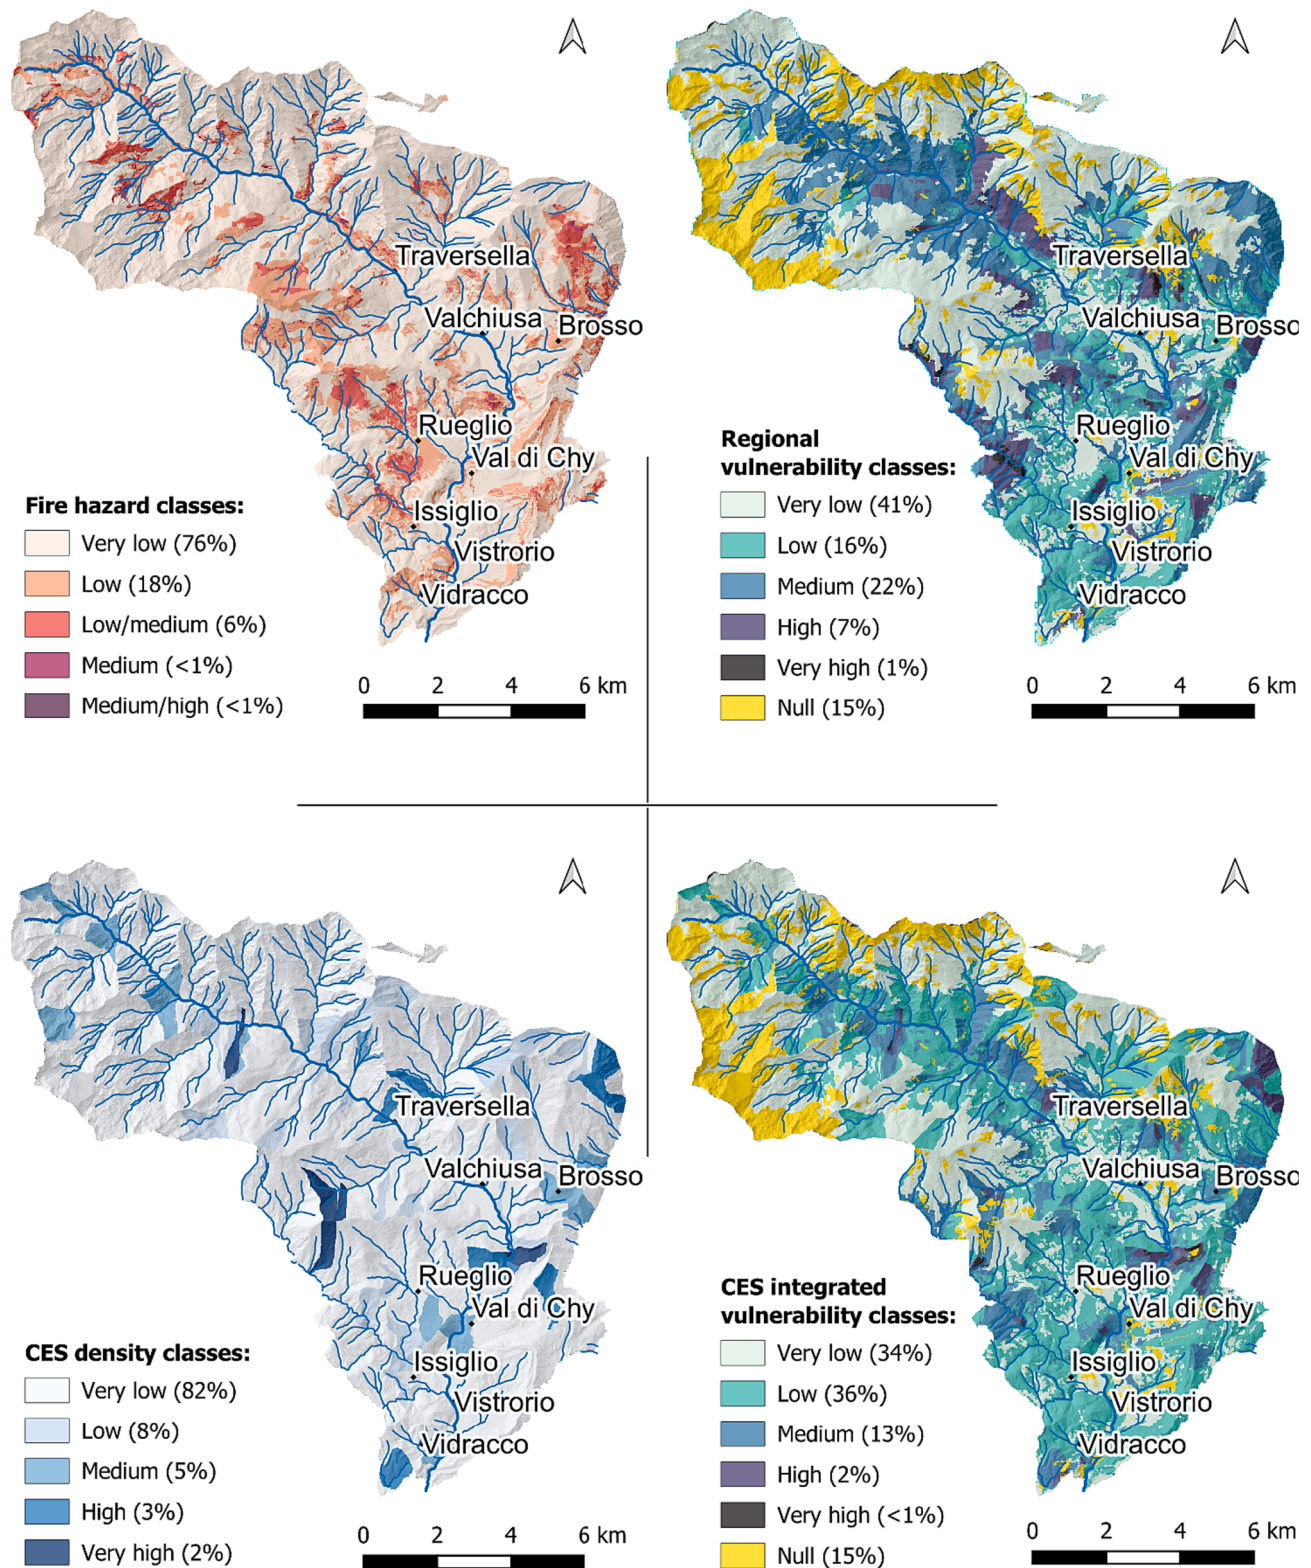 Traversella
Valchiusa
Brosso
Rueglio
Val di Chy
Issiglio
Vistrorio
Vidracco
Fire hazard classes:
Very low (76%)
Low (18%)
Low/medium (6%)
Medium (<1%)
Medium/high (<1%)
0 2 4 6 km
Traversella
Valchiusa
Brosso
Rueglio
Val di Chy
Issiglio
Vistrorio
Vidracco
Regional
vulnerability classes:
Very low (41%)
Low (16%)
Medium (22%)
High (7%)
Very high (1%)
Null (15%)
0 2 4 6 km
Traversella
Valchiusa
Brosso
Rueglio
Val di Chy
Issiglio
Vistrorio
Vidracco
CES density classes:
Very low (82%)
Low (8%)
Medium (5%)
High (3%)
Very high (2%)
0 2 4 6 km
Traversella
Valchiusa
Brosso
Rueglio
Val di Chy
Issiglio
Vistrorio
Vidracco
CES integrated
vulnerability classes:
Very low (34%)
Low (36%)
Medium (13%)
High (2%)
Very high (<1%)
Null (15%)
0 2 4 6 km